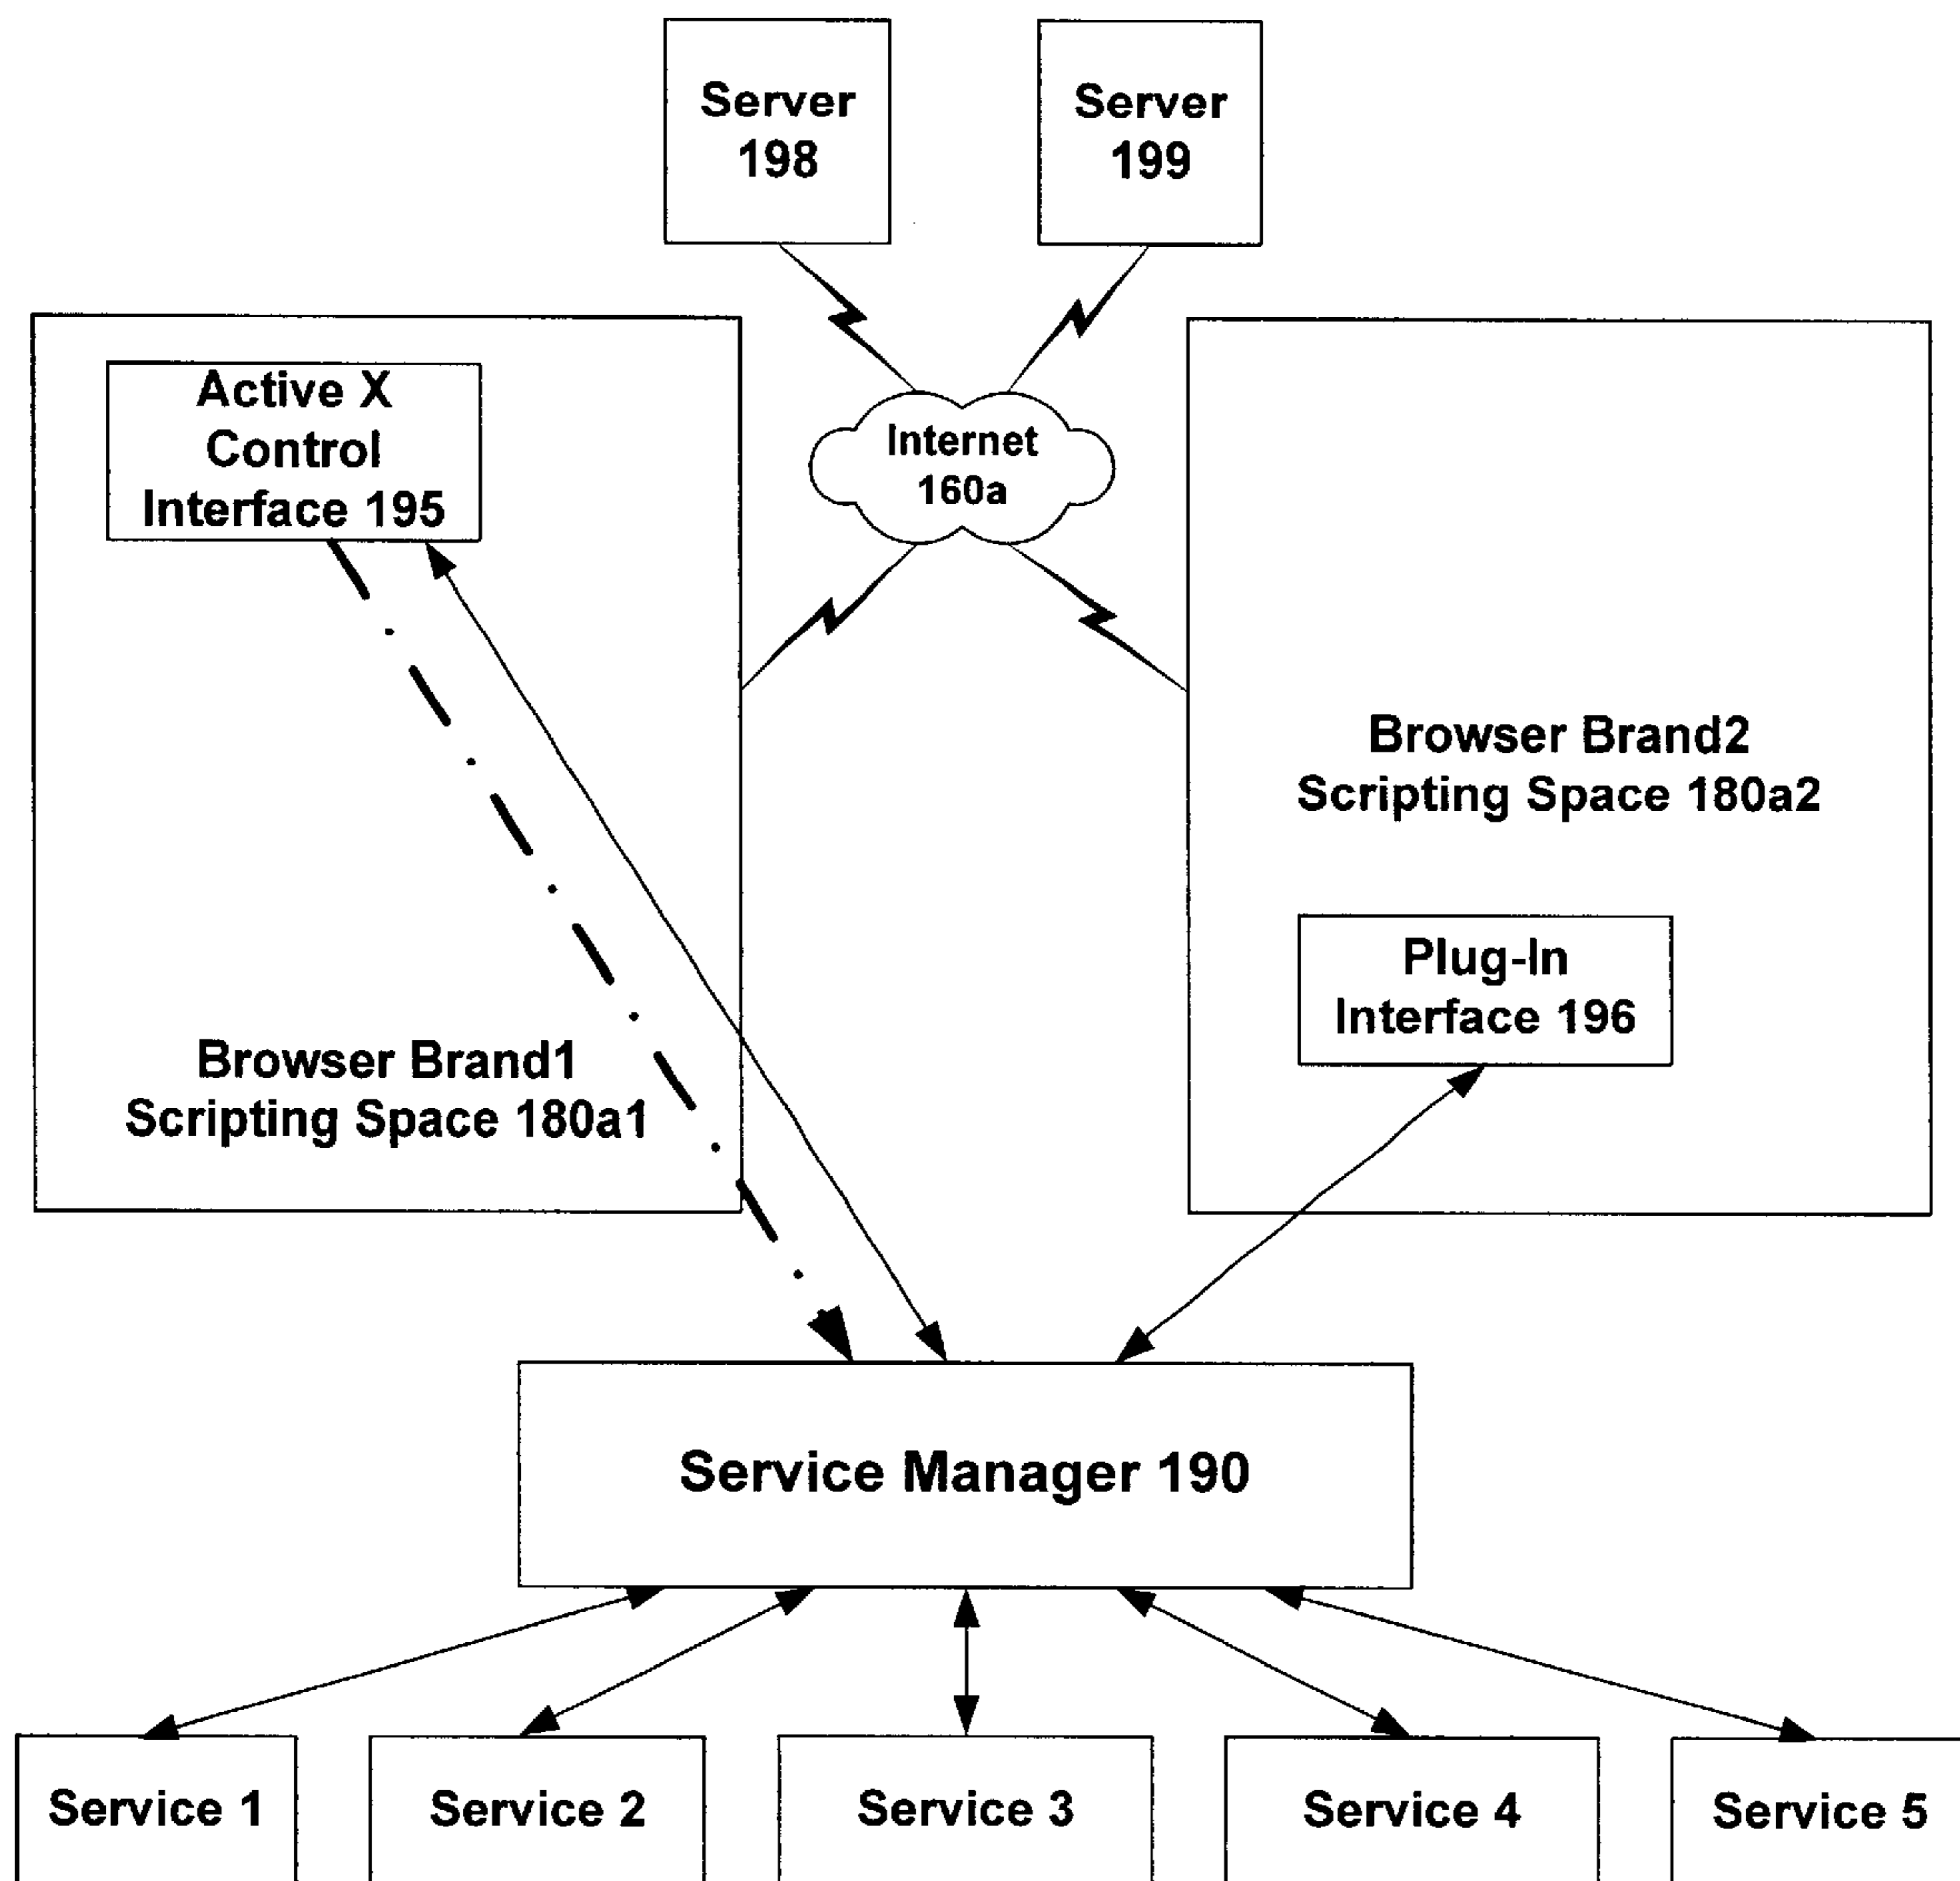 Server
198
Server
199
Active X
Control
Interface 195
Internet
160a
Browser Brand2
Scripting Space 180a2
Plug-In
Interface 196
Browser Brand1
Scripting Space 180a1
Service Manager 190
Service 1
Service 2
Service 3
Service 4
Service 5